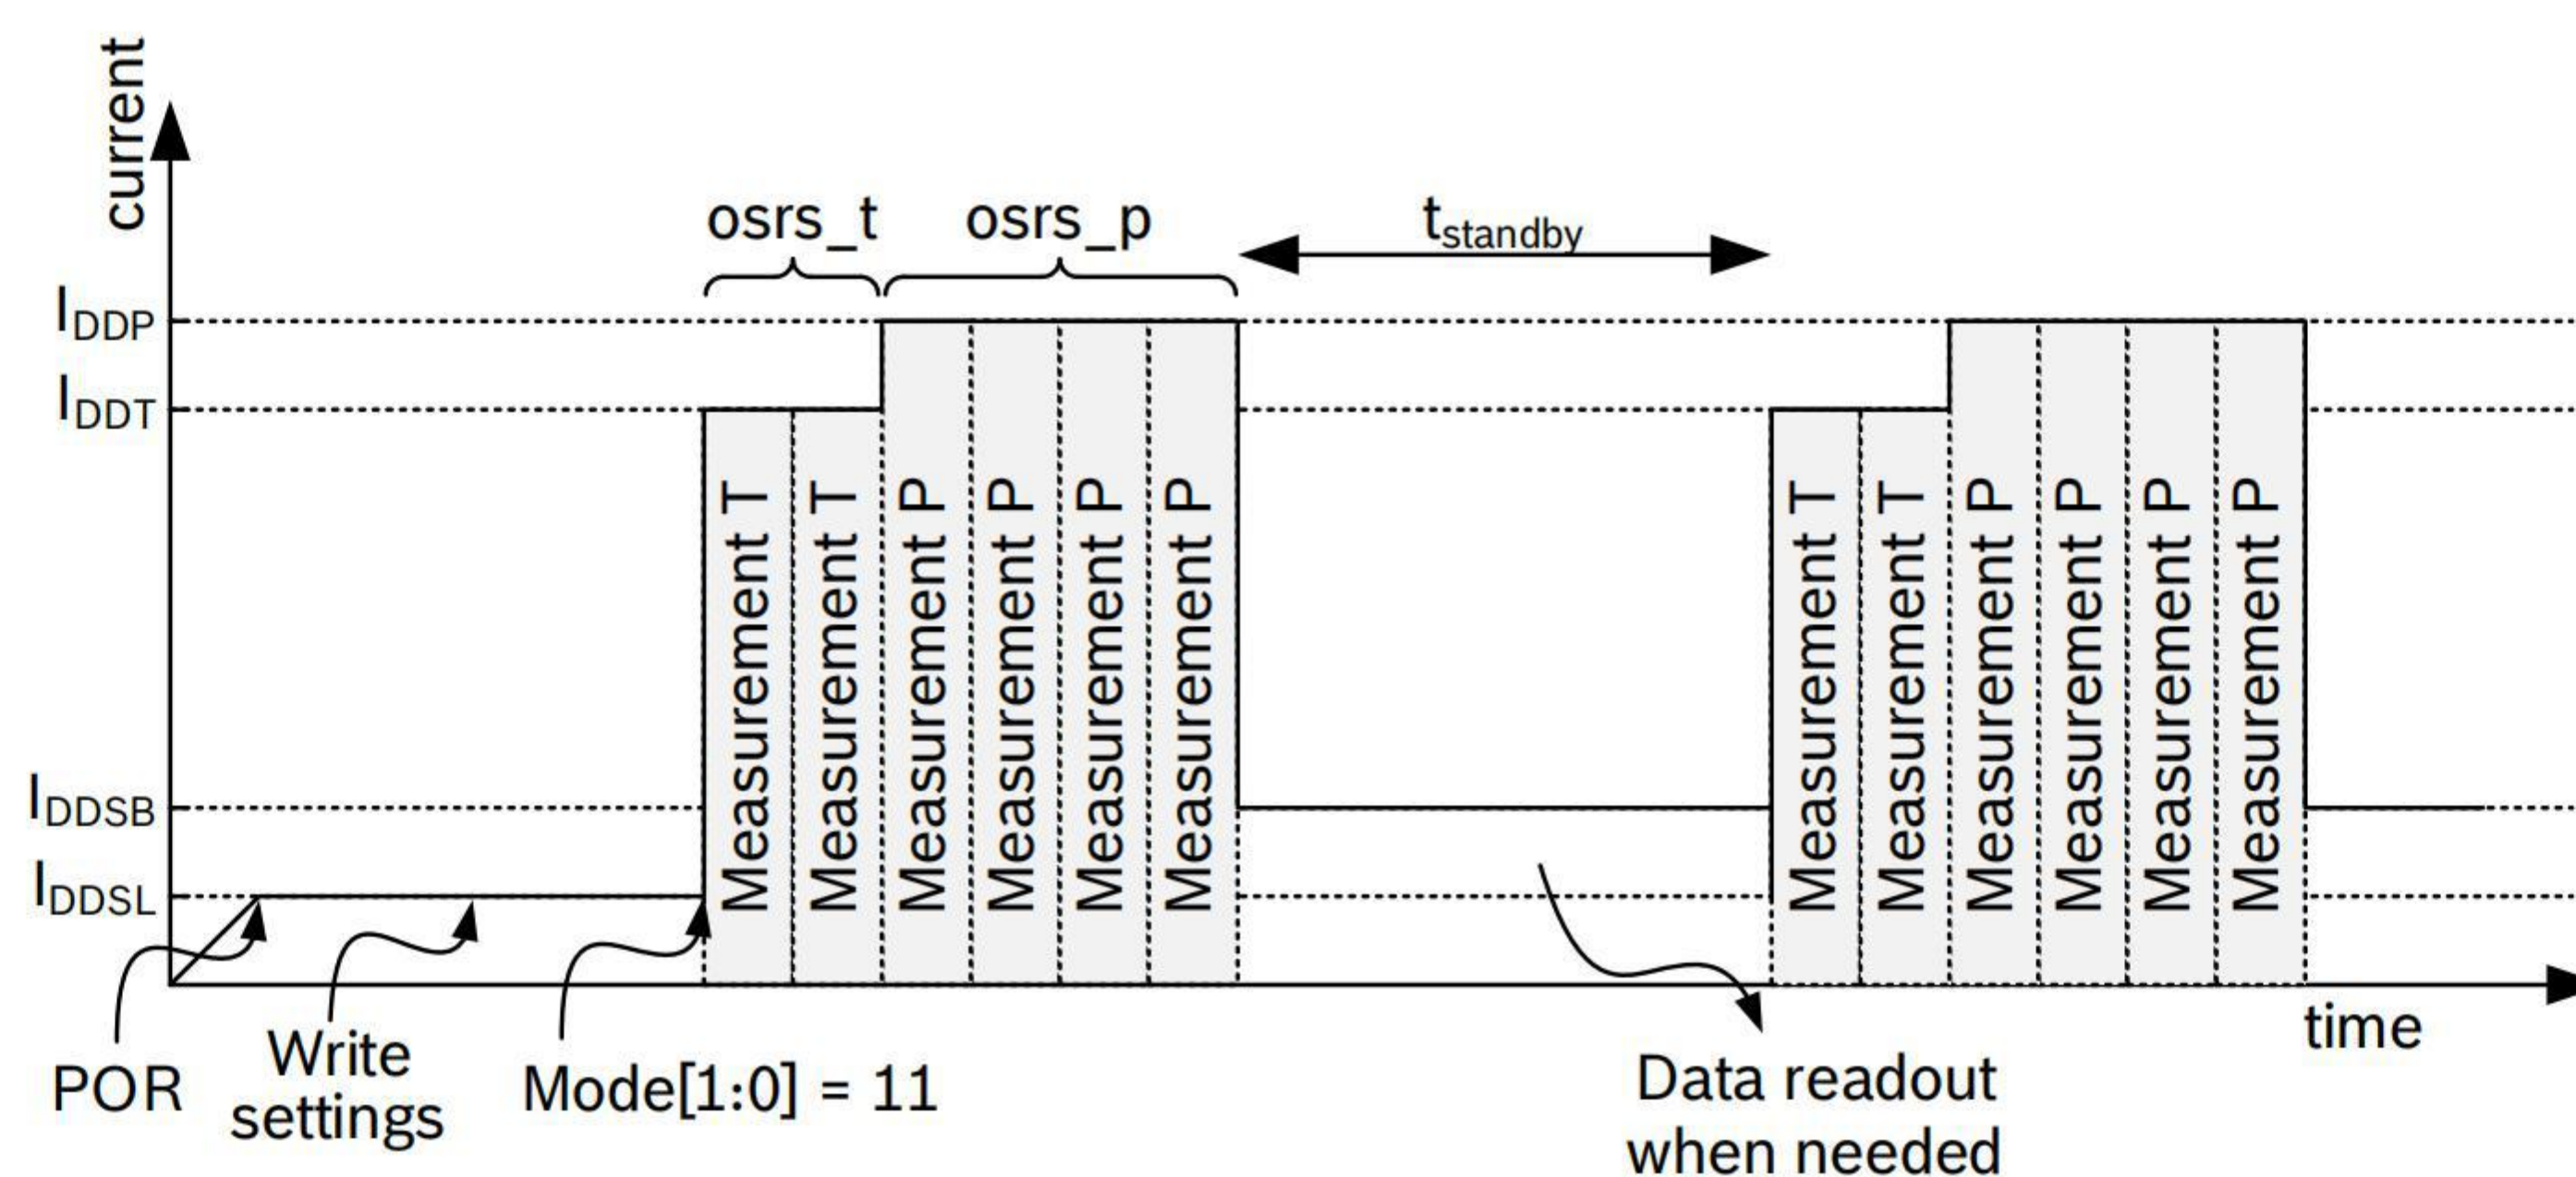 current
osrs_t
osrs_p
tstandby
IDDP
IDDT
IDDSB
IDDSL
Measurement T
Measurement T
Measurement P
Measurement P
Measurement P
Measurement P
Measurement T
Measurement T
Measurement P
Measurement P
Measurement P
Measurement P
time
POR
Write
settings
Mode[1:0] = 11
Data readout
when needed